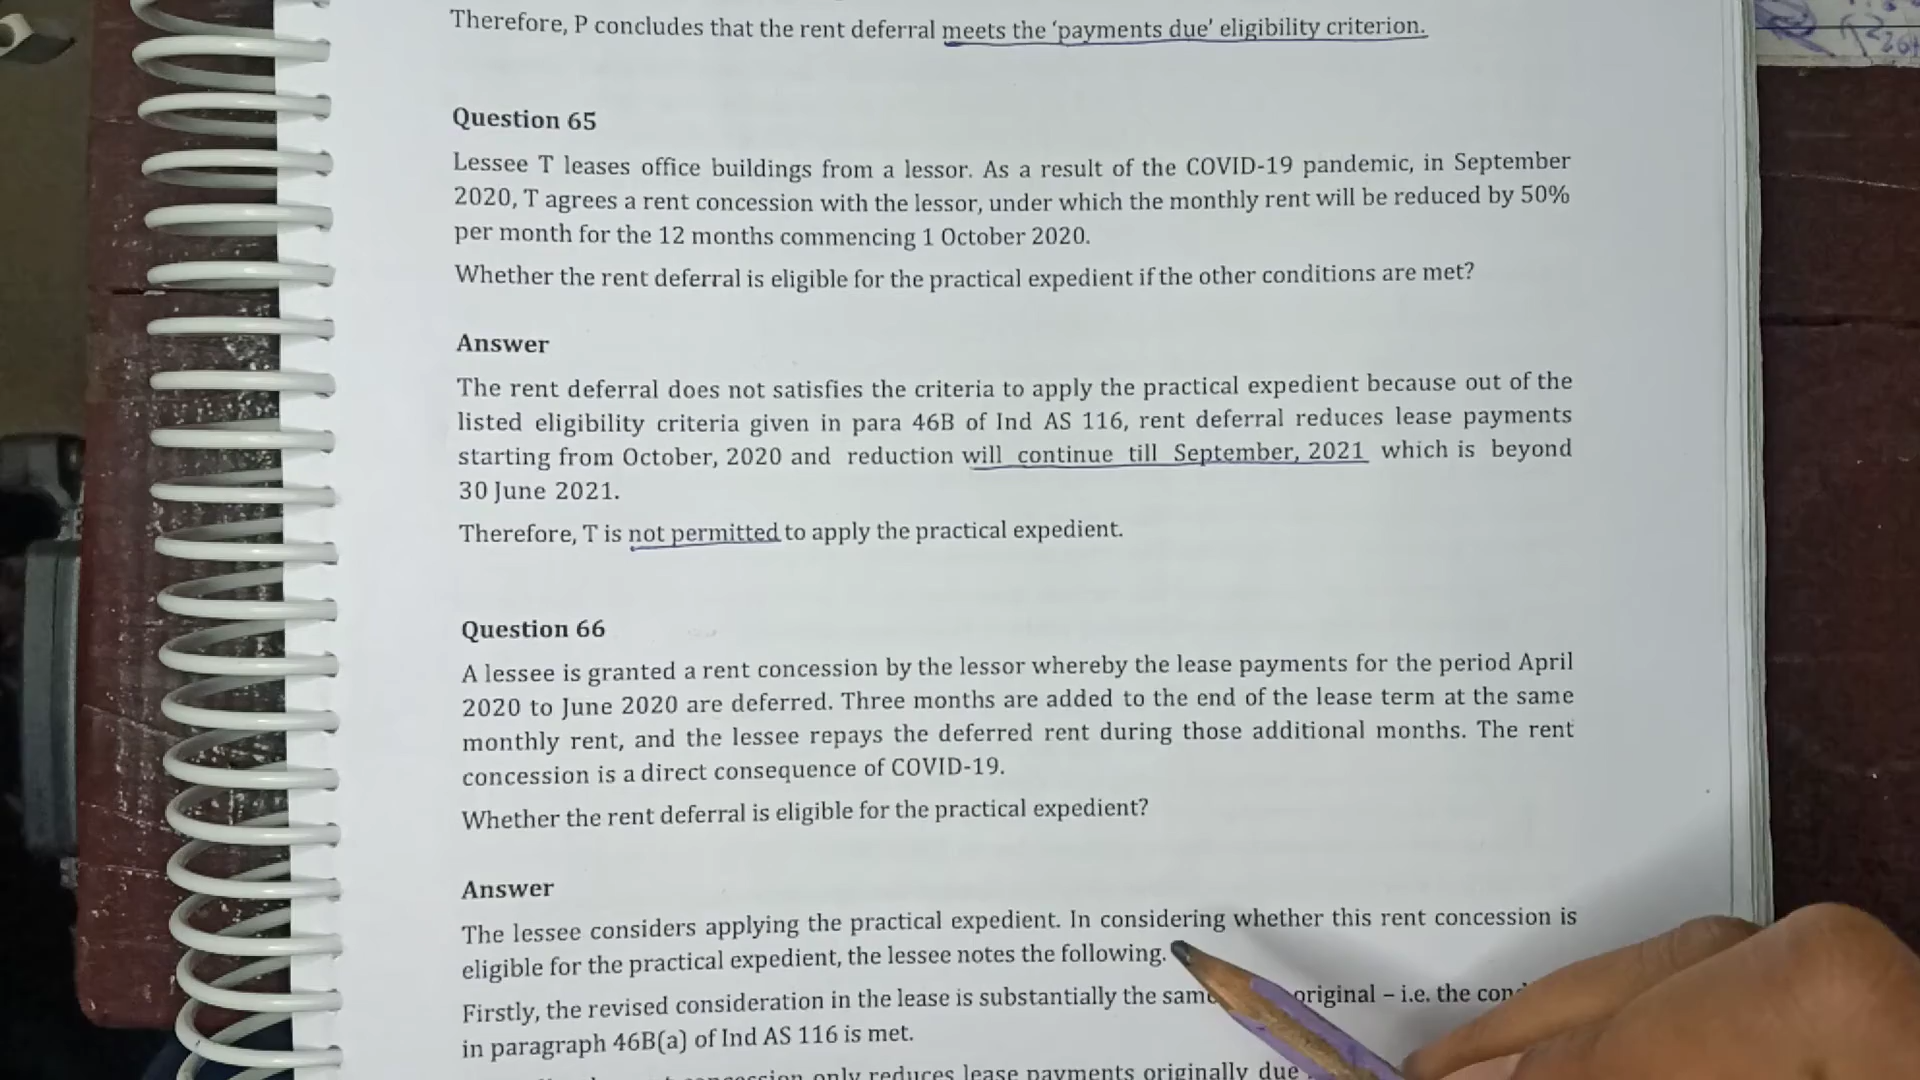 Therefore, P concludes that the rent deferral meets the ‘payments due’ eligibility criterion.
Question 65
Lessee T leases office buildings from a lessor. As a result of the COVID-19 pandemic, in September
2020, T agrees a rent concession with the lessor, under which the monthly rent will be reduced by 50%
per month for the 12 months commencing 1 October 2020.
Whether the rent deferral is eligible for the practical expedient if the other conditions are met?
Answer
The rent deferral does not satisfies the criteria to apply the practical expedient because out of the
listed eligibility criteria given in para 46B of Ind AS 116, rent deferral reduces lease payments
starting from October, 2020 and reduction will continue till September, 2021 which is beyond
30 June 2021.
Therefore, T is not permitted to apply the practical expedient.
Question 66
A lessee is granted a rent concession by the lessor whereby the lease payments for the period April
2020 to June 2020 are deferred. Three months are added to the end of the lease term at the same
monthly rent, and the lessee repays the deferred rent during those additional months. The rent
concession is a direct consequence of COVID-19.
Whether the rent deferral is eligible for the practical expedient?
Answer
The lessee considers applying the practical expedient. In considering whether this rent concession is
eligible for the practical expedient, the lessee notes the following.
Firstly, the revised consideration in the lease is substantially the same original – i.e. the
in paragraph 46B(a) of Ind AS 116 is met.
only reduces lease payments originally due